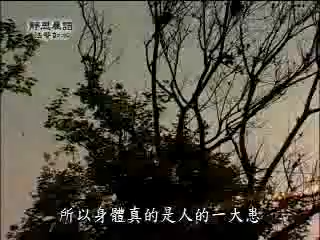 靜思晨語
所以身體真的是人的一大患